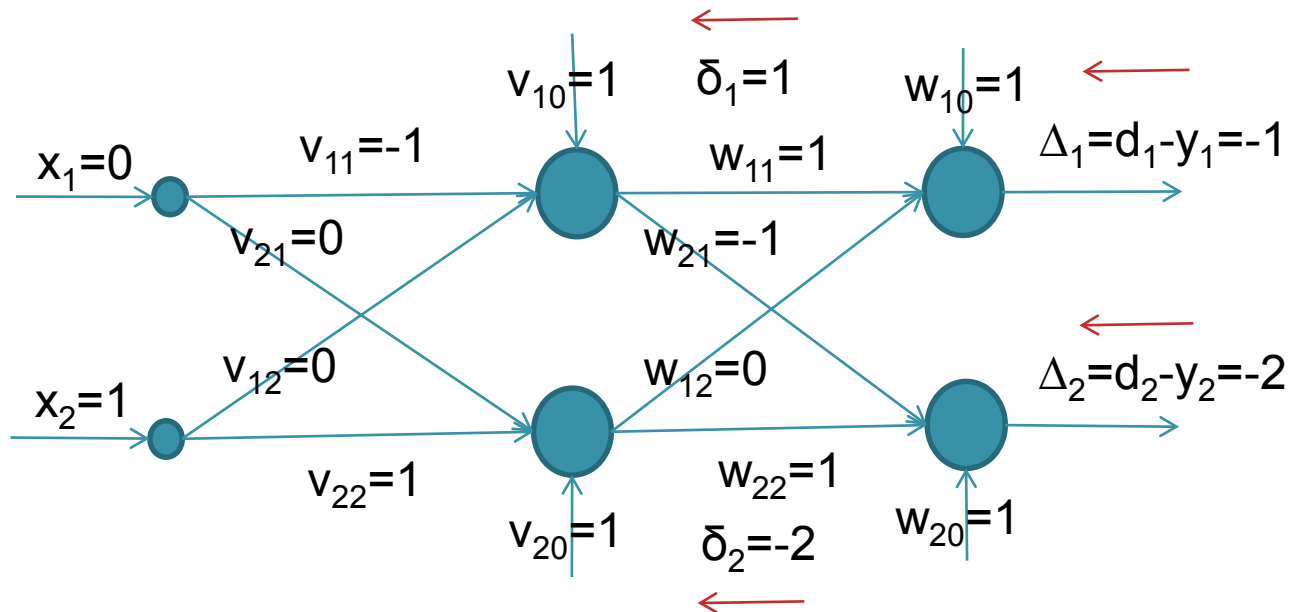 v₁₀=1
δ₁=1
w₁₀=1
x₁=0
v₁₁=-1
w₁₁=1
Δ₁=d₁-y₁=-1
v₂₁=0
w₂₁=-1
v₁₂=0
w₁₂=0
Δ₂=d₂-y₂=-2
x₂=1
v₂₂=1
w₂₂=1
v₂₀=1
δ₂=-2
w₂₀=1